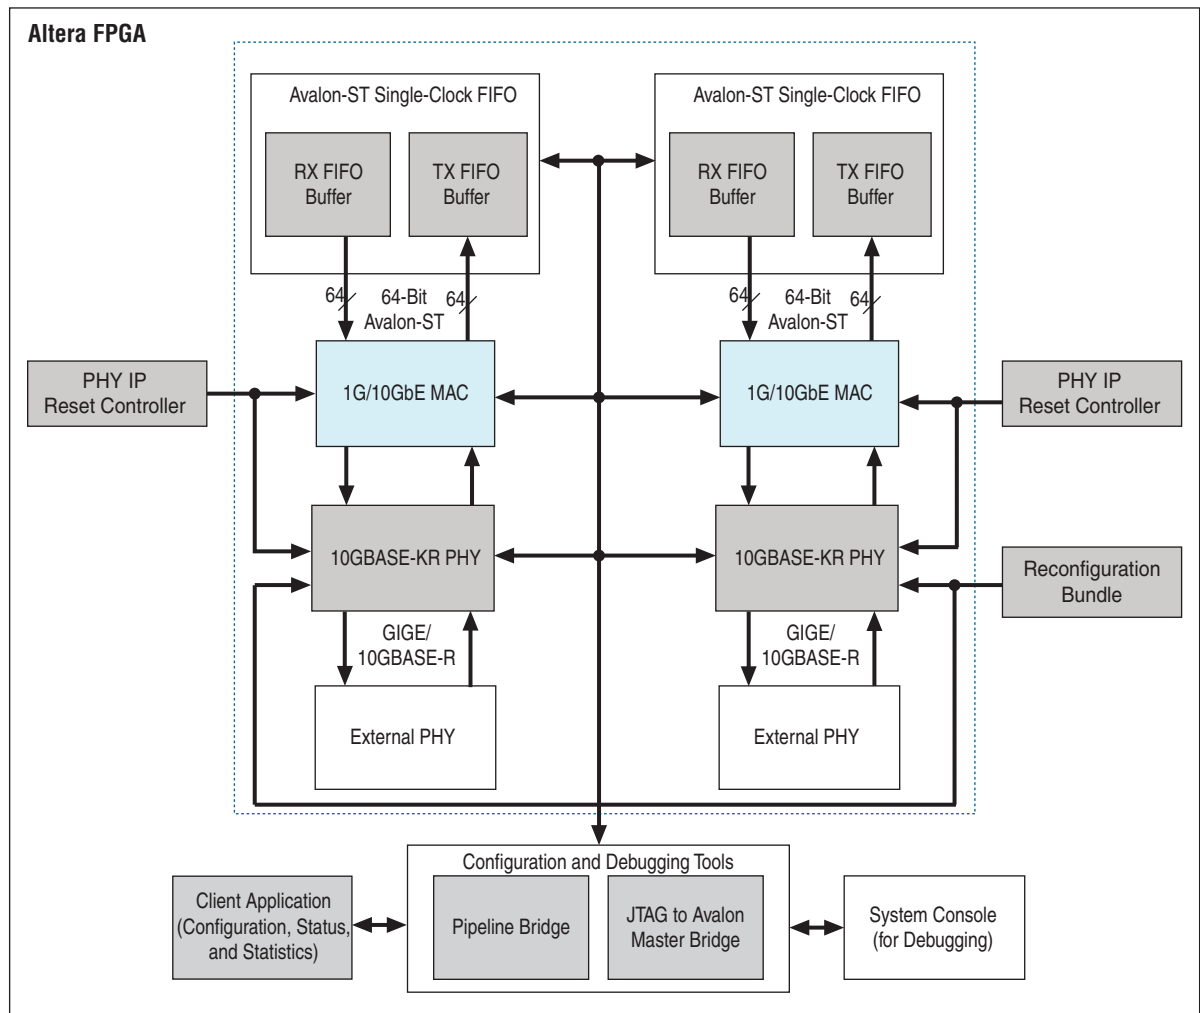 Altera FPGA
Avalon-ST Single-Clock FIFO
Avalon-ST Single-Clock FIFO
RX FIFO
Buffer
TX FIFO
Buffer
RX FIFO
Buffer
TX FIFO
Buffer
64
64-Bit
Avalon-ST
64
64
64-Bit
Avalon-ST
64
PHY IP
Reset Controller
1G/10GbE MAC
1G/10GbE MAC
PHY IP
Reset Controller
10GBASE-KR PHY
10GBASE-KR PHY
Reconfiguration
Bundle
GIGE/
10GBASE-R
GIGE/
10GBASE-R
External PHY
External PHY
Configuration and Debugging Tools
Client Application
(Configuration, Status,
and Statistics)
Pipeline Bridge
JTAG to Avalon
Master Bridge
System Console
(for Debugging)